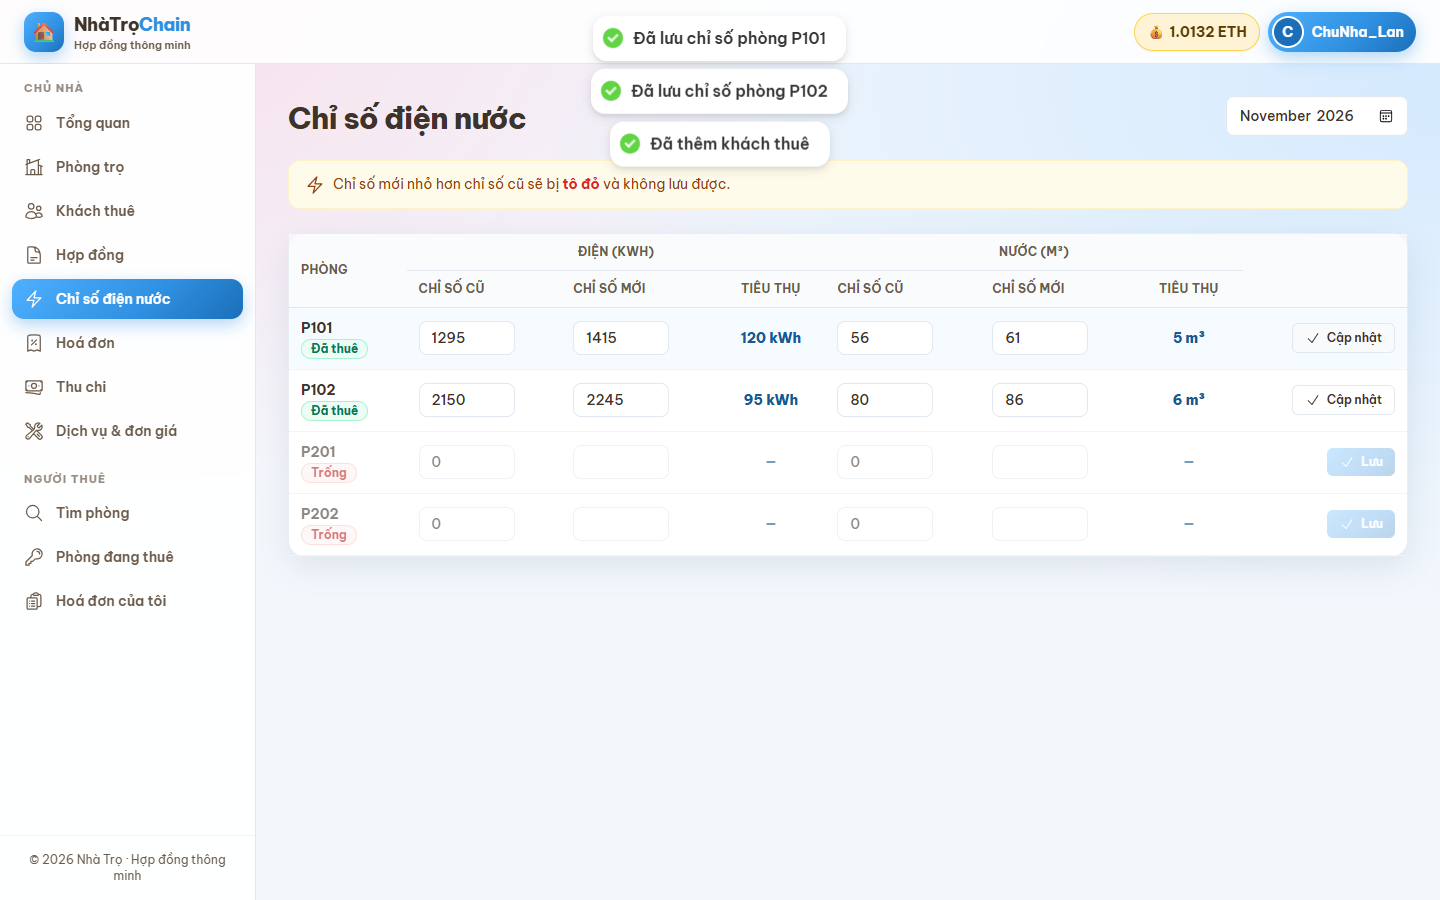 NhàTrọChain
Hợp đồng thông minh
Đã lưu chỉ số phòng P101
Đã lưu chỉ số phòng P102
Đã thêm khách thuê
1.0132 ETH
C ChuNha_Lan
CHỦ NHÀ
Tổng quan
Phòng trọ
Khách thuê
Hợp đồng
Chỉ số điện nước
Hoá đơn
Thu chi
Dịch vụ & đơn giá
NGƯỜI THUÊ
Tìm phòng
Phòng đang thuê
Hoá đơn của tôi
© 2026 Nhà Trọ · Hợp đồng thông
minh
Chỉ số điện nước
November 2026
Chỉ số mới nhỏ hơn chỉ số cũ sẽ bị tô đỏ và không lưu được.
PHÒNG ĐIỆN (KWH) NƯỚC (M³)
CHỈ SỐ CŨ CHỈ SỐ MỚI TIÊU THỤ CHỈ SỐ CŨ CHỈ SỐ MỚI TIÊU THỤ
P101
Đã thuê
1295 1415 120 kWh 56 61 5 m³ Cập nhật
P102
Đã thuê
2150 2245 95 kWh 80 86 6 m³ Cập nhật
P201
Trống
0 – 0 – Lưu
P202
Trống
0 – 0 – Lưu